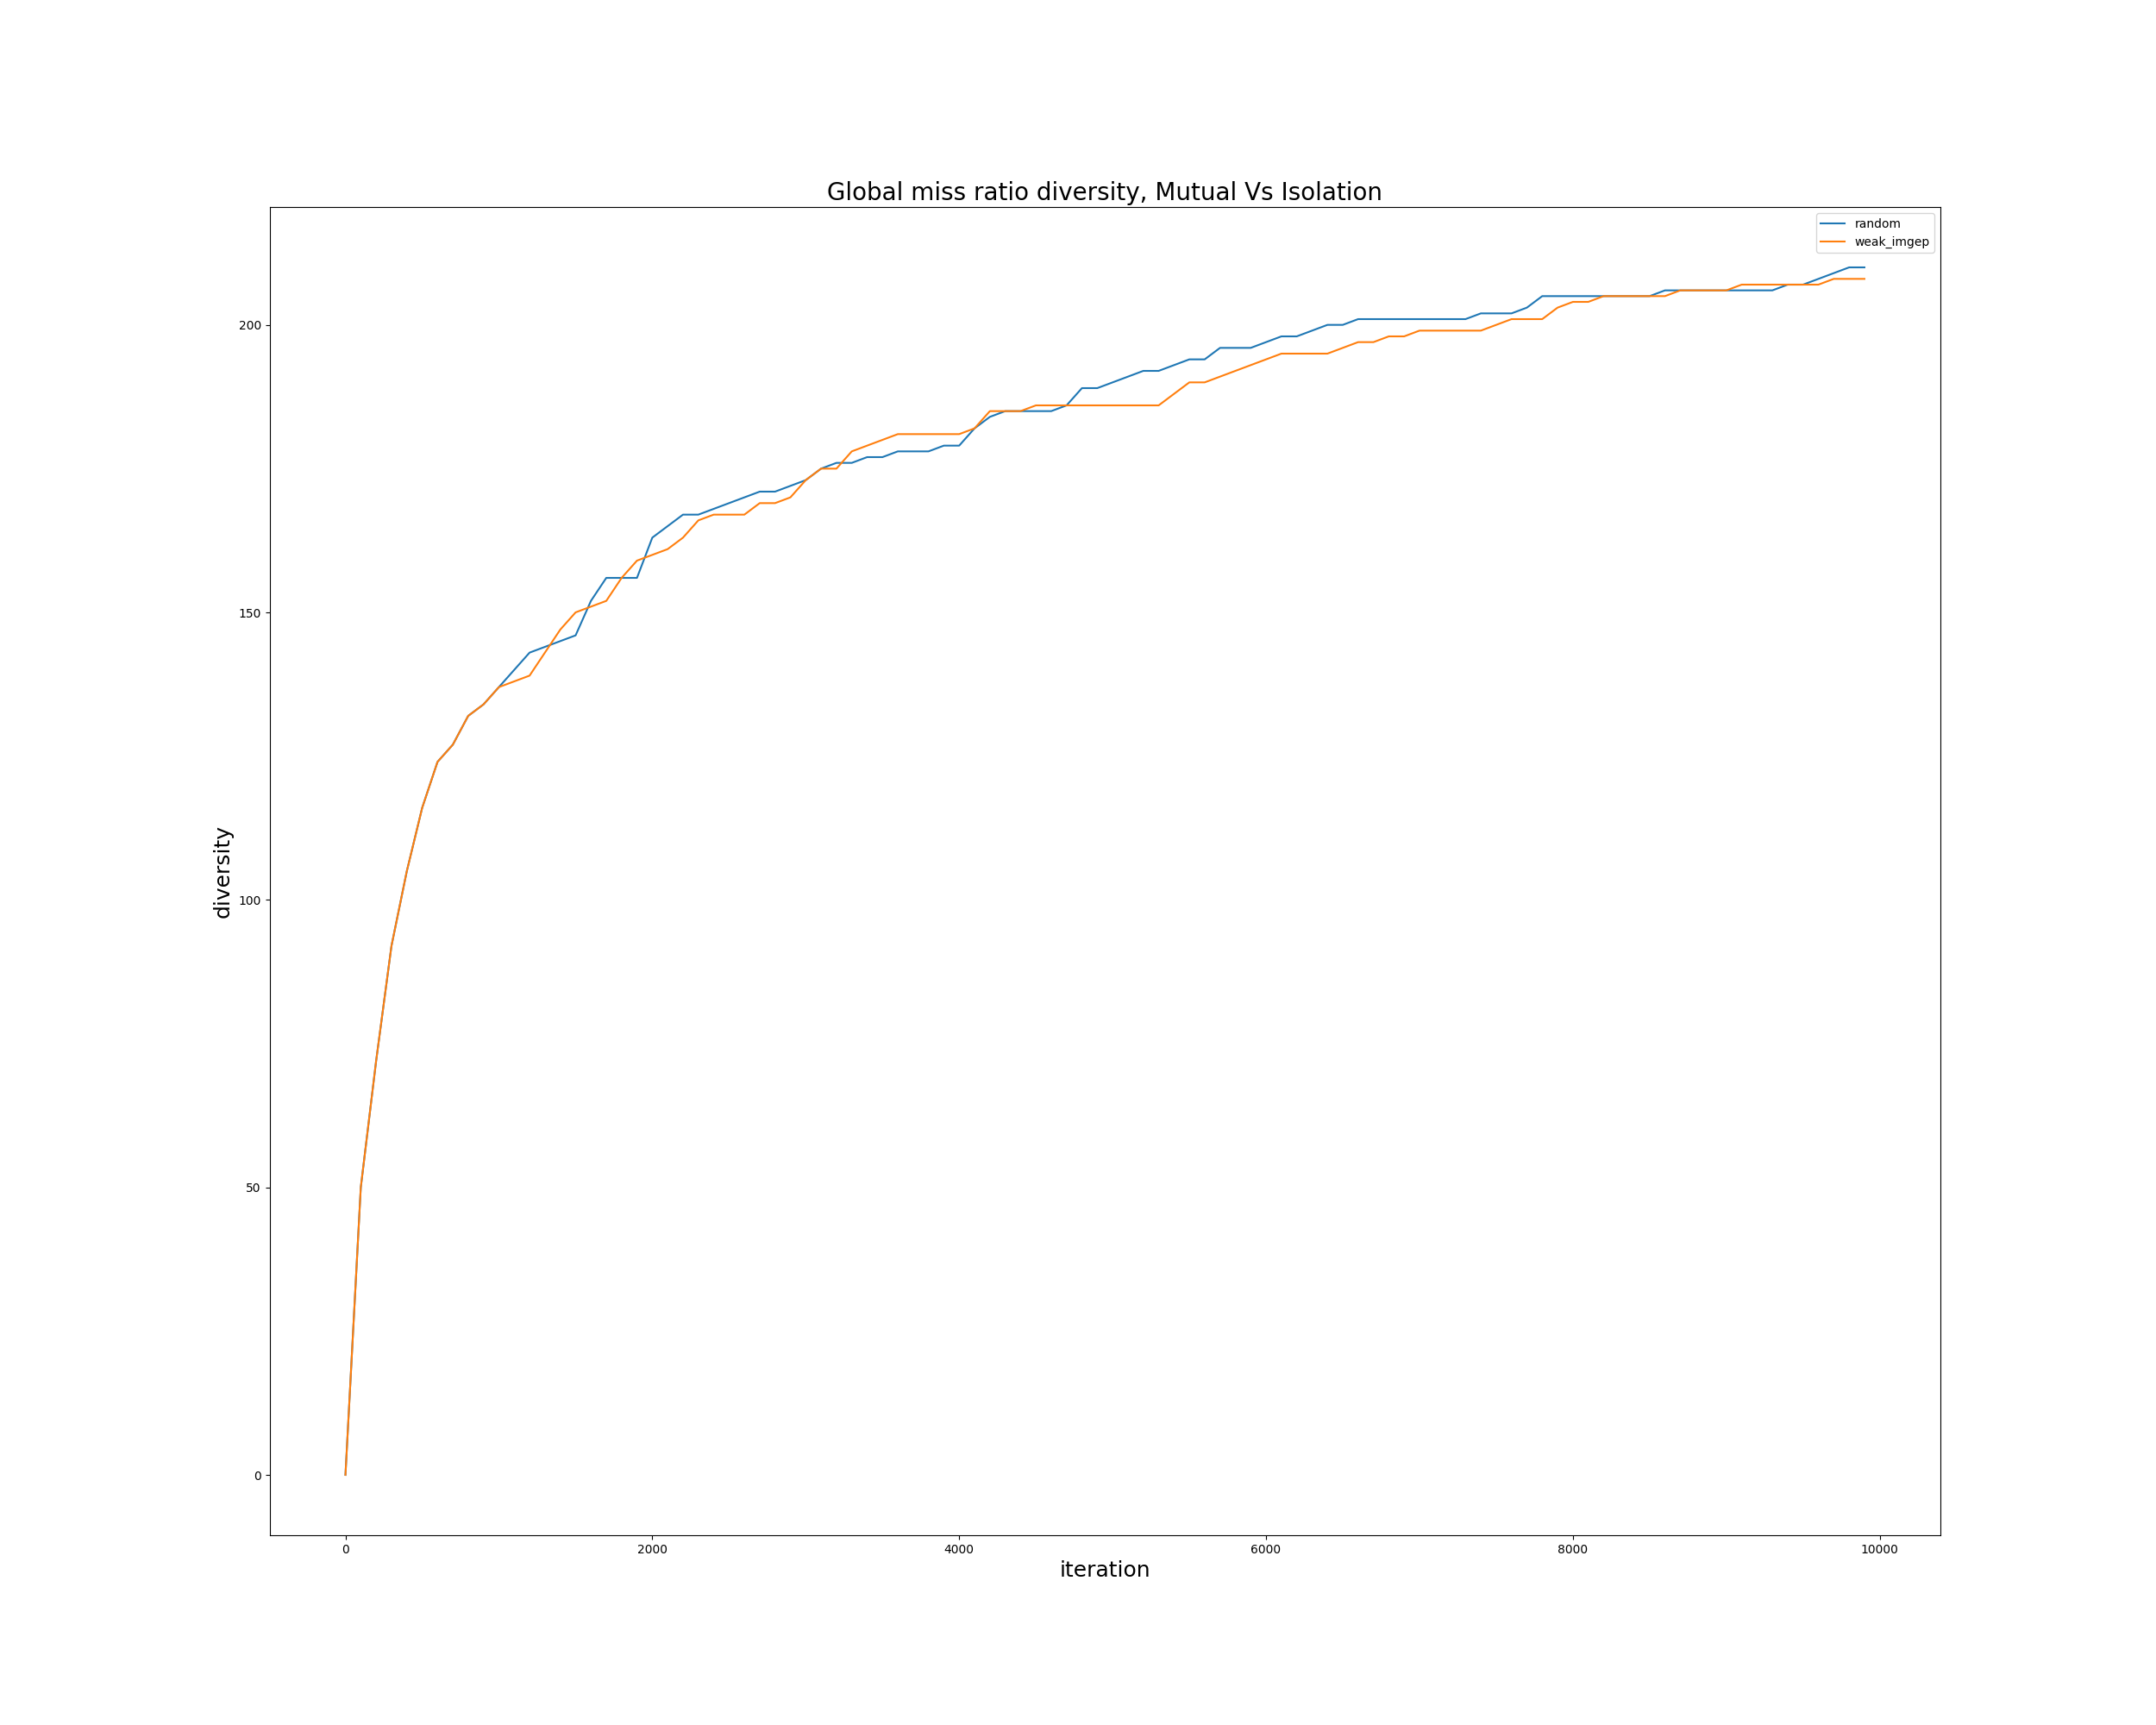 Global miss ratio diversity, Mutual Vs Isolation
random
weak_imgep
200
150
100
50
0
diversity
0 2000 4000 6000 8000 10000
iteration